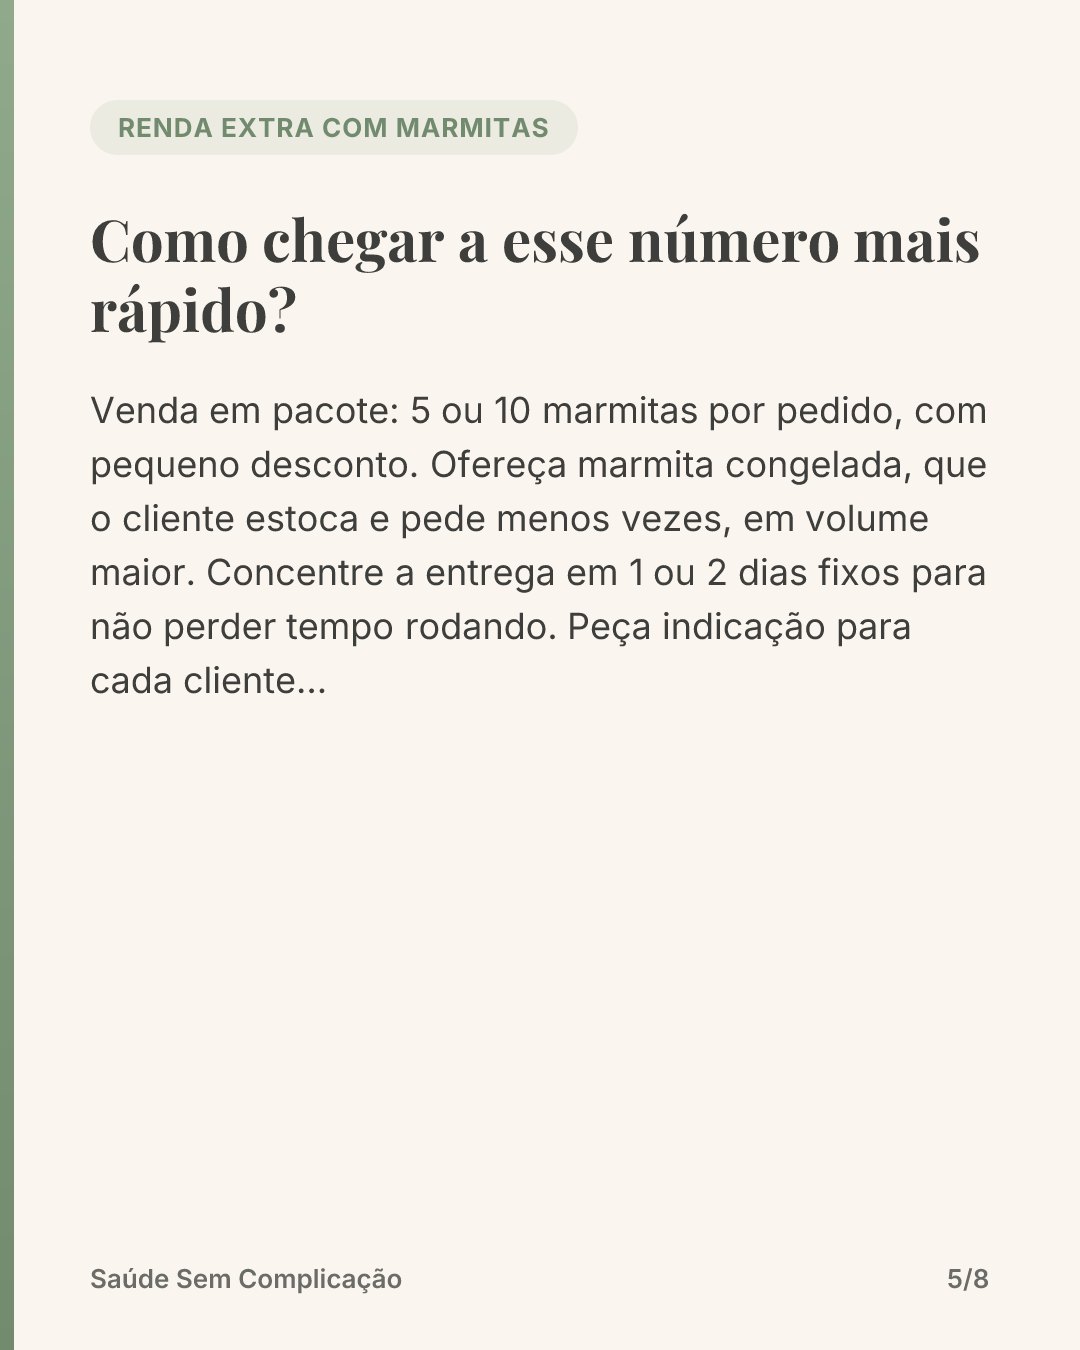 RENDA EXTRA COM MARMITAS
Como chegar a esse número mais
rápido?
Venda em pacote: 5 ou 10 marmitas por pedido, com
pequeno desconto. Ofereça marmita congelada, que
o cliente estoca e pede menos vezes, em volume
maior. Concentre a entrega em 1 ou 2 dias fixos para
não perder tempo rodando. Peça indicação para
cada cliente...
Saúde Sem Complicação
5/8